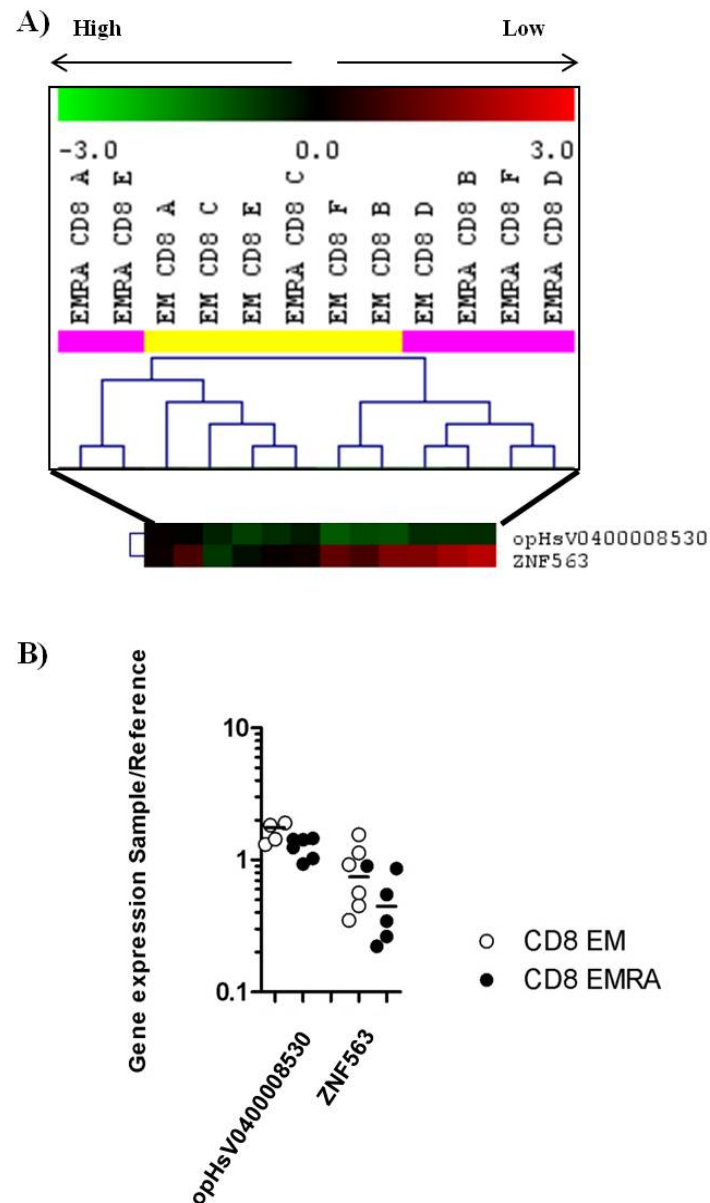 A)
High Low
-3.0 0.0 3.0
EMRA CD8 A
EMRA CD8 E
EM CD8 A
EM CD8 C
EM CD8 E
EMRA CD8 C
EM CD8 F
EM CD8 B
EM CD8 D
EMRA CD8 B
EMRA CD8 F
EMRA CD8 D
opHsV0400008530
ZNF563
B)
Gene expression Sample/Reference
10
1
0.1
opHsV0400008530
ZNF563
CD8 EM
CD8 EMRA